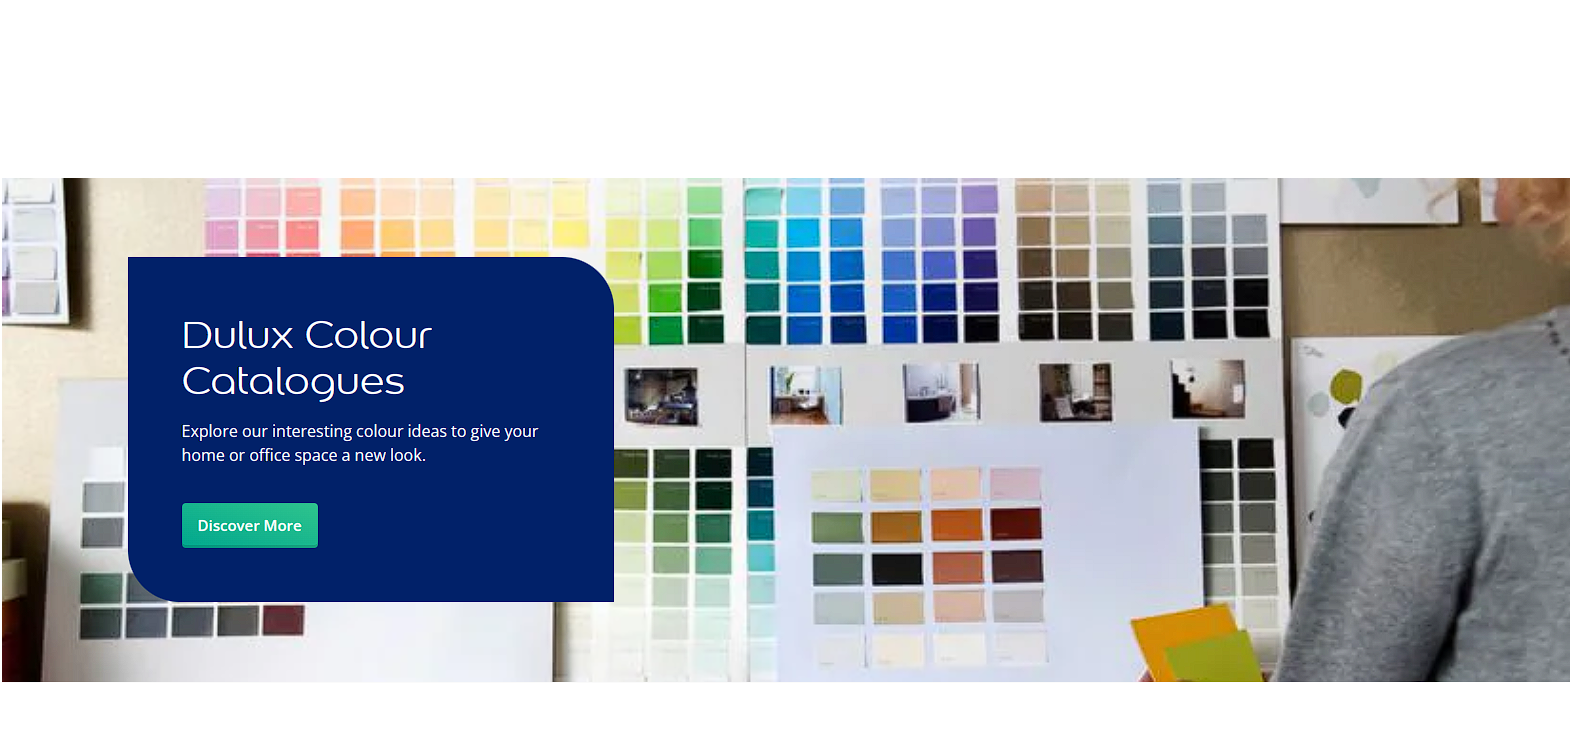 Dulux Colour
Catalogues
Explore our interesting colour ideas to give your
home or office space a new look.
Discover More